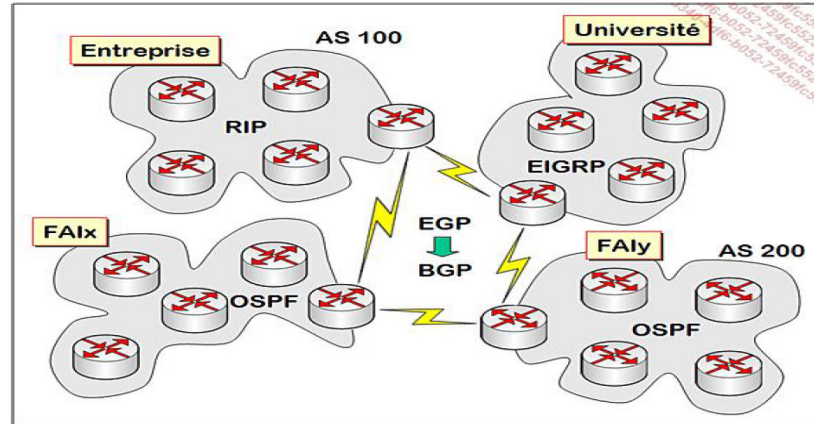 Entreprise
AS 100
Université
RIP
EIGRP
EGP
BGP
FAIx
OSPF
FAIy
AS 200
OSPF